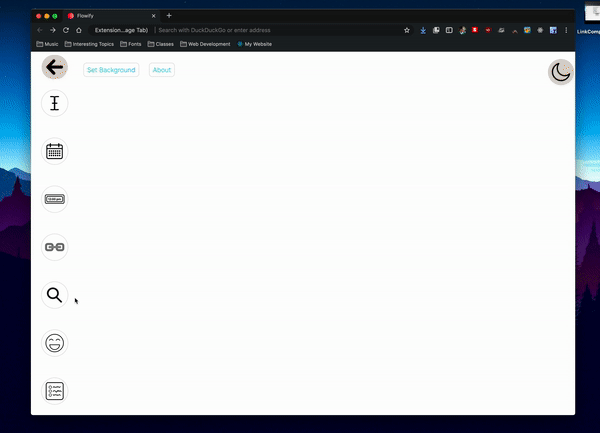 Flowify
Extension...age Tab) Search with DuckDuckGo or enter address
Music Interesting Topics Fonts Classes Web Development My Website
LinkComp
Set Background About